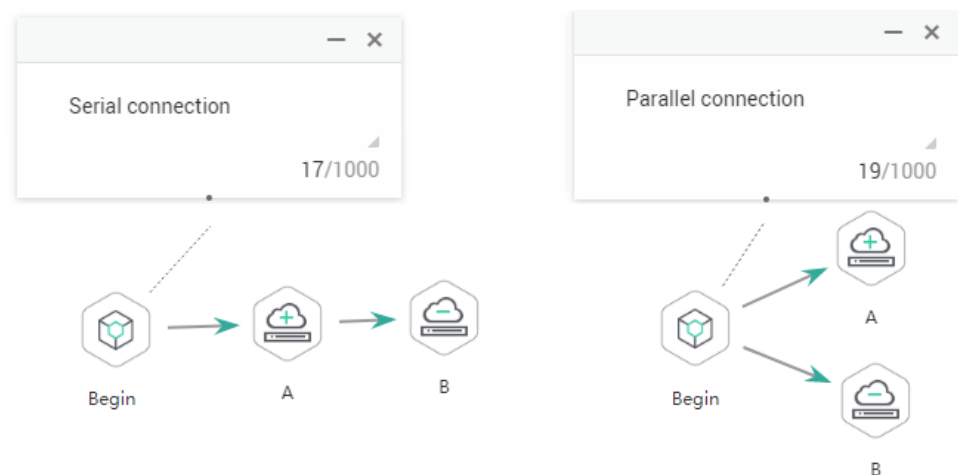 Serial connection
17/1000
Begin
A
B
Parallel connection
19/1000
A
Begin
B